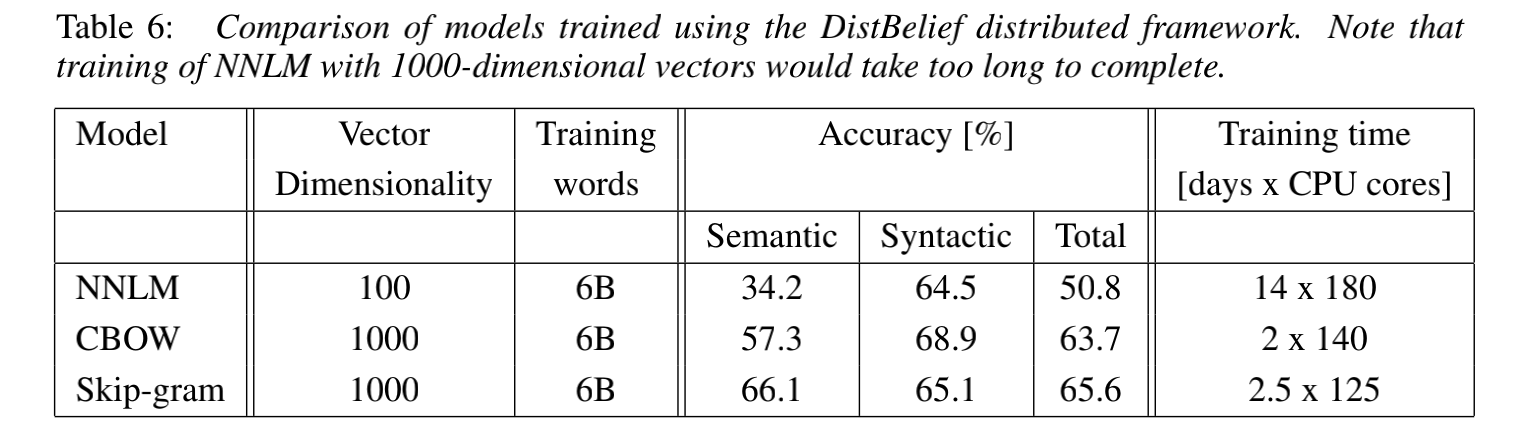 Table 6: Comparison of models trained using the DistBelief distributed framework. Note that
training of NNLM with 1000-dimensional vectors would take too long to complete.
Model Vector Training Accuracy [%] Training time
Dimensionality words [days x CPU cores]
Semantic Syntactic Total
NNLM 100 6B 34.2 64.5 50.8 14 x 180
CBOW 1000 6B 57.3 68.9 63.7 2 x 140
Skip-gram 1000 6B 66.1 65.1 65.6 2.5 x 125